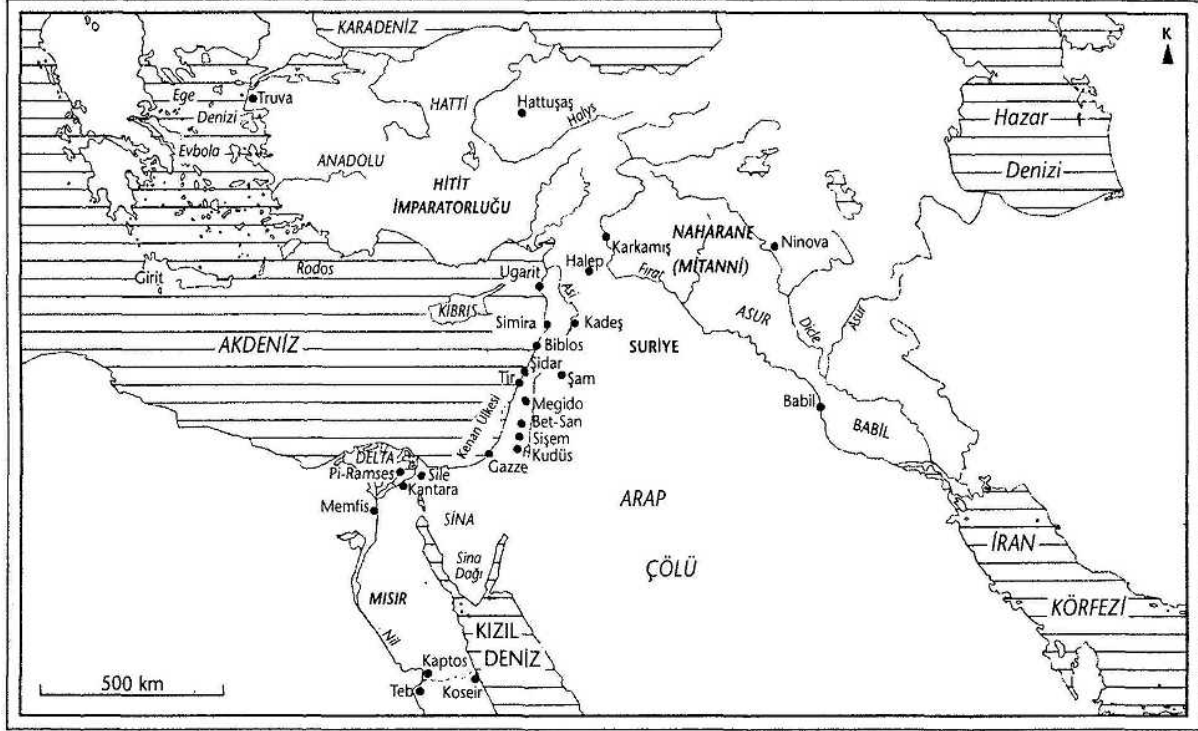 KARADENİZ
K
Ege
Denizi
Truva
HATTİ
Hattuşaş
Halys
Hazar
Denizi
Evbola
ANADOLU
HİTİT
İMPARATORLUĞU
NAHARANE
(MİTANNİ)
Ninova
Karkamış
Halep
Fırat
Girit
Rodos
Ugarit
Asi
KIBRIS
Simira
Kadeş
ASUR
Dicle
Asur
AKDENİZ
Biblos
SURİYE
Şidar
Tir
Şam
Kenan Ülkesi
Megido
Bet-San
Sişem
Kudüs
Babil
BABİL
DELTA
Pi-Ramses
Sile
Kantara
Gazze
Memfis
SİNA
ARAP
ÇÖLÜ
Sina
Dağı
İRAN
KÖRFEZİ
MISIR
Nil
KIZIL
DENİZ
Kaptos
Teb
Koseir
500 km